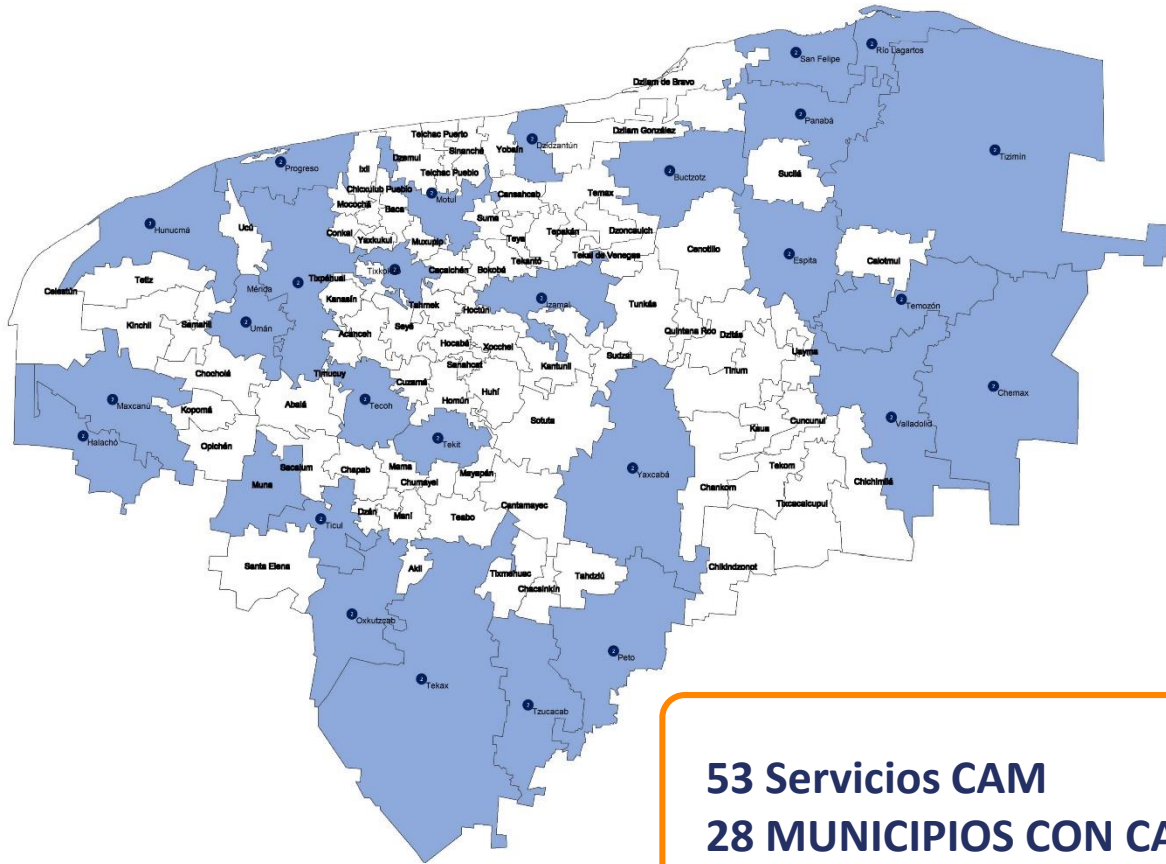 Río Lagartos
San Felipe
Dzilam de Bravo
Panabá
Dzilam González
Telchac Puerto
Sinanché
Yobaín
Dzidzantún
Tizimín
Progreso
Dzemul
Ixil
Telchac Pueblo
Buctzotz
Sucilá
Chicxulub Pueblo
Motul
Cansahcab
Temax
Mocochá
Baca
Hunucmá
Ucú
Suma
Conkal
Yaxkukul
Muxupip
Teya
Tepakán
Dzoncauich
Cenotillo
Espita
Calotmul
Tekal de Venegas
Tekantó
Bokobá
Cacalchén
Tixpéhual
Tetiz
Celestún
Mérida
Kanasín
Tahmek
Hoctún
Izamal
Tunkás
Temozón
Kinchil
Samahil
Umán
Acanceh
Seyé
Hocabá
Xocchel
Quintana Roo
Dzitás
Uayma
Sudzal
Kantunil
Sanahcat
Tinum
Chocholá
Timucuy
Cuzamá
Homún
Huhí
Chemax
Maxcanú
Kopomá
Abalá
Tecoh
Sotuta
Cuncunul
Valladolid
Kaua
Halachó
Opichén
Tekit
Sacalum
Chapab
Mama
Mayapán
Chumayel
Yaxcabá
Tekom
Chankom
Chichimilá
Muna
Tixcacalcupul
Cantamayec
Ticul
Dzán
Maní
Teabo
Santa Elena
Akil
Tixmehuac
Chacsinkín
Tahdziú
Chikindzonot
Oxkutzcab
Peto
Tekax
Tzucacab
53 Servicios CAM
28 MUNICIPIOS CON CA